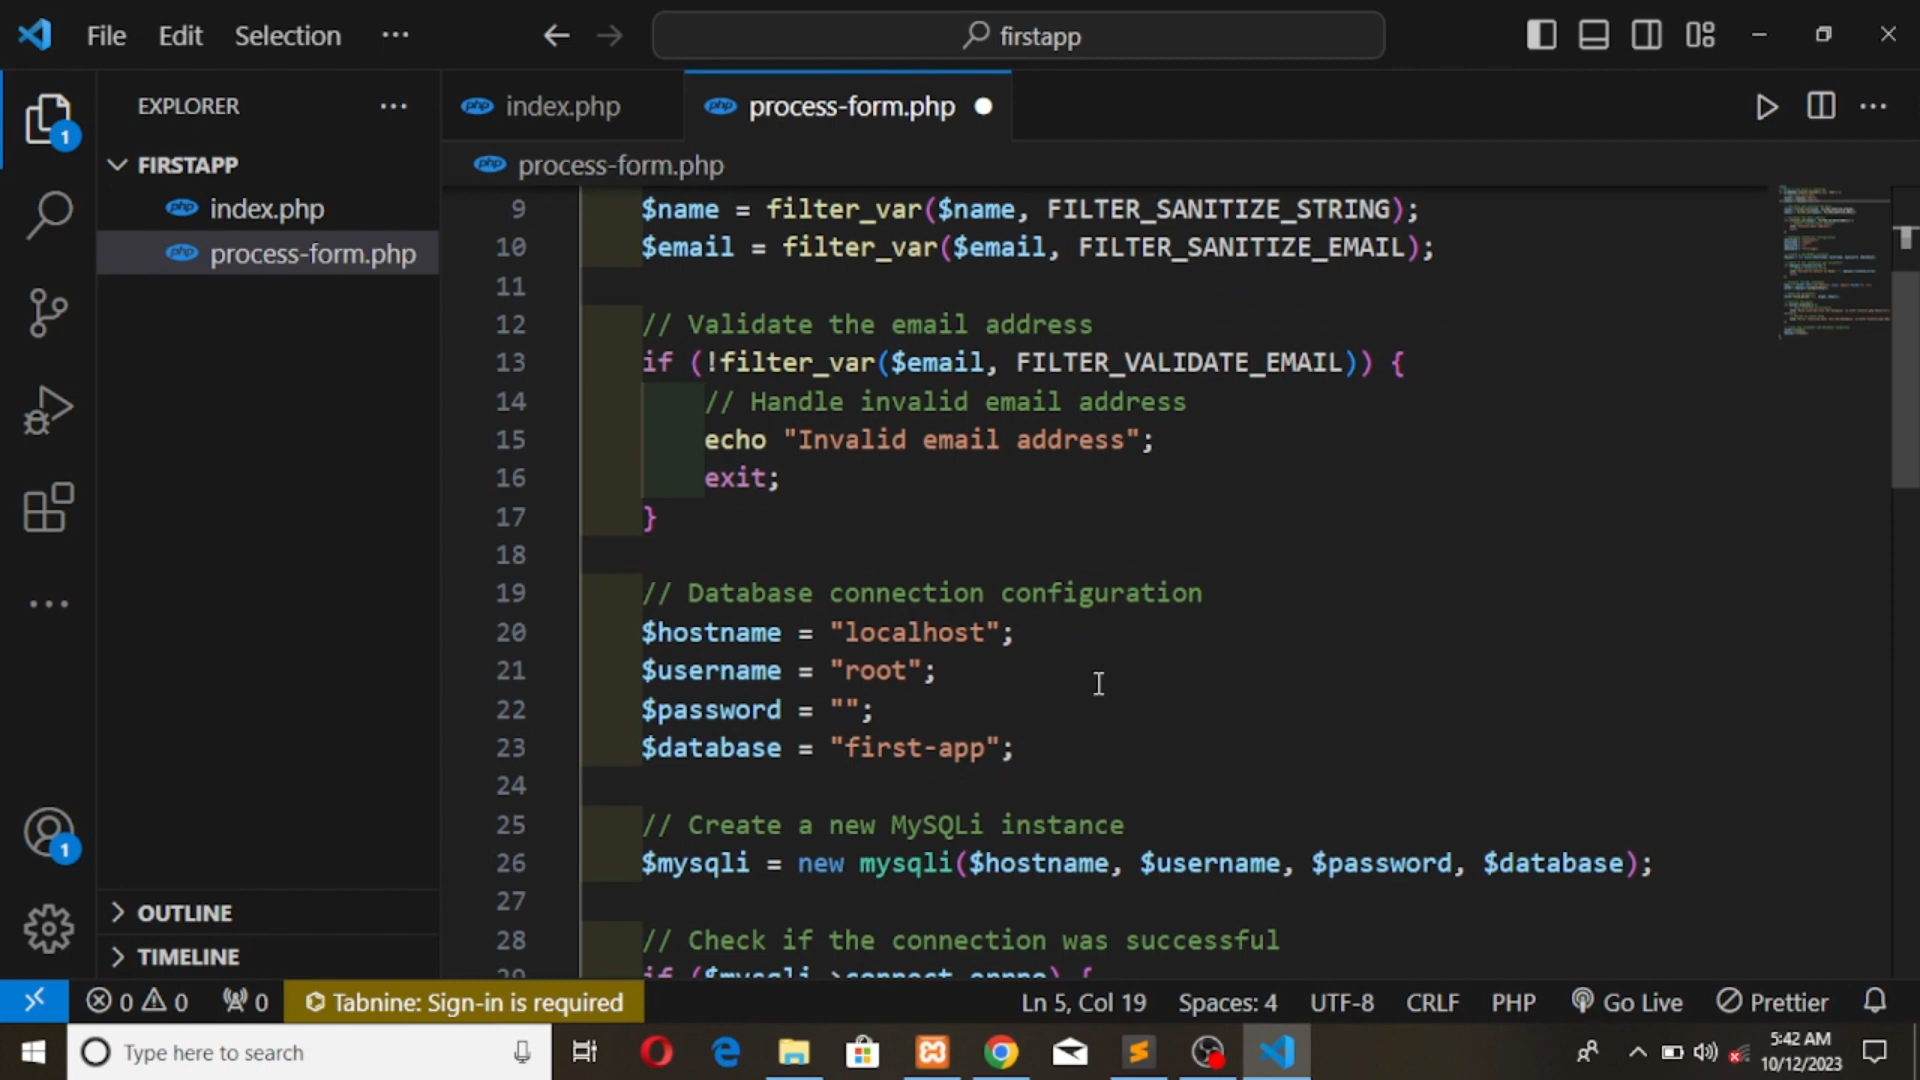 File Edit Selection ··· firstapp
EXPLORER ···
index.php
process-form.php
FIRSTAPP
index.php
process-form.php
process-form.php
9 $name = filter_var($name, FILTER_SANITIZE_STRING);
10 $email = filter_var($email, FILTER_SANITIZE_EMAIL);
11
12 // Validate the email address
13 if (!filter_var($email, FILTER_VALIDATE_EMAIL)) {
14 // Handle invalid email address
15 echo "Invalid email address";
16 exit;
17 }
18
19 // Database connection configuration
20 $hostname = "localhost";
21 $username = "root";
22 $password = "";
23 $database = "first-app";
24
25 // Create a new MySQLi instance
26 $mysqli = new mysqli($hostname, $username, $password, $database);
27
28 // Check if the connection was successful
29 if ($mysqli->connect_errno) {
1
1
OUTLINE
TIMELINE
0 0 0 Tabnine: Sign-in is required Ln 5, Col 19 Spaces: 4 UTF-8 CRLF PHP Go Live Prettier
Type here to search
5:42 AM
10/12/2023